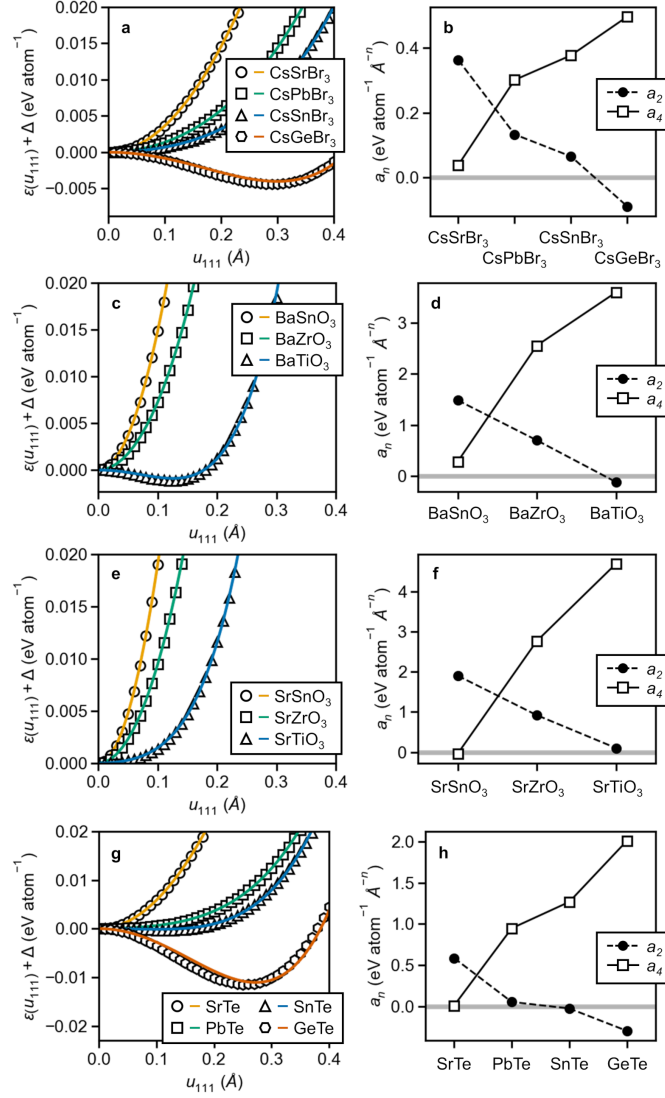 a
ε(u₁₁₁) + Δ (eV atom⁻¹)
0.020
0.015
0.010
0.005
0.000
−0.005
CsSrBr₃
CsPbBr₃
CsSnBr₃
CsGeBr₃
0.0 0.1 0.2 0.3 0.4
u₁₁₁ (Å)
b
aₙ (eV atom⁻¹ Å⁻ⁿ)
0.4
0.2
0.0
a₂
a₄
CsSrBr₃ CsSnBr₃
CsPbBr₃ CsGeBr₃
c
ε(u₁₁₁) + Δ (eV atom⁻¹)
0.020
0.015
0.010
0.005
0.000
BaSnO₃
BaZrO₃
BaTiO₃
0.0 0.1 0.2 0.3 0.4
u₁₁₁ (Å)
d
aₙ (eV atom⁻¹ Å⁻ⁿ)
3
2
1
0
a₂
a₄
BaSnO₃ BaZrO₃ BaTiO₃
e
ε(u₁₁₁) + Δ (eV atom⁻¹)
0.020
0.015
0.010
0.005
0.000
SrSnO₃
SrZrO₃
SrTiO₃
0.0 0.1 0.2 0.3 0.4
u₁₁₁ (Å)
f
aₙ (eV atom⁻¹ Å⁻ⁿ)
4
2
0
a₂
a₄
SrSnO₃ SrZrO₃ SrTiO₃
g
ε(u₁₁₁) + Δ (eV atom⁻¹)
0.02
0.01
0.00
−0.01
−0.02
SrTe SnTe
PbTe GeTe
0.0 0.1 0.2 0.3 0.4
u₁₁₁ (Å)
h
aₙ (eV atom⁻¹ Å⁻ⁿ)
2.0
1.5
1.0
0.5
0.0
a₂
a₄
SrTe PbTe SnTe GeTe